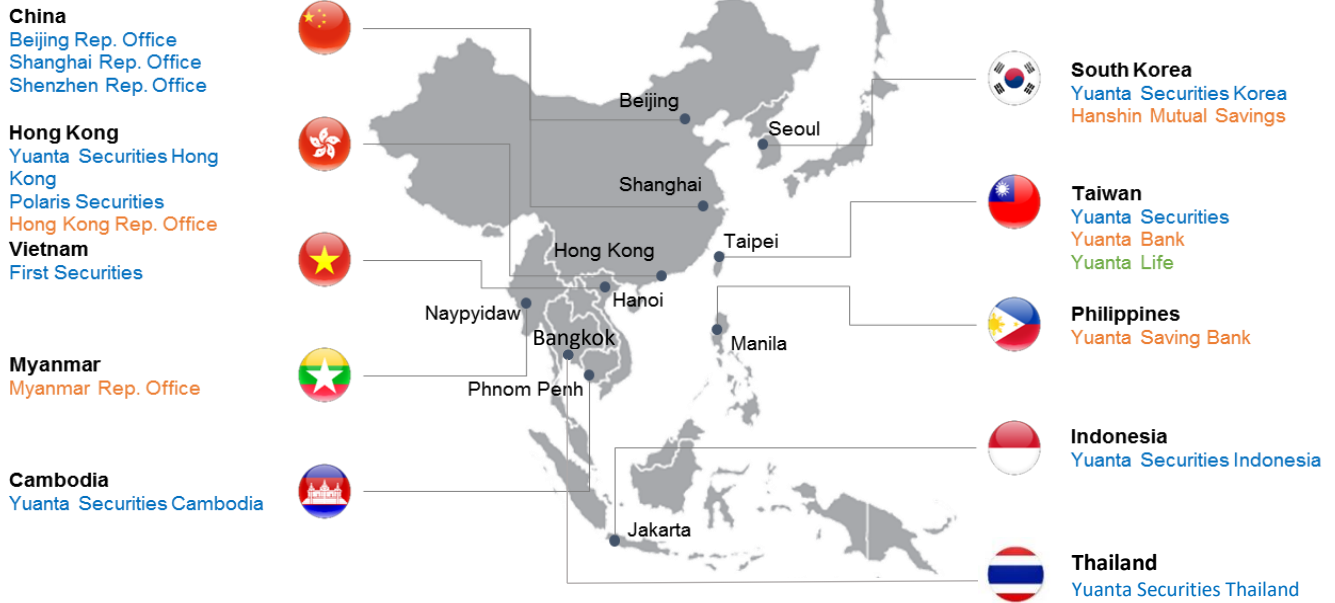 China
Beijing Rep. Office
Shanghai Rep. Office
Shenzhen Rep. Office
Hong Kong
Yuanta Securities Hong
Kong
Polaris Securities
Hong Kong Rep. Office
Vietnam
First Securities
Myanmar
Myanmar Rep. Office
Cambodia
Yuanta Securities Cambodia
Beijing
Seoul
Shanghai
Taipei
Hong Kong
Hanoi
Naypyidaw
Bangkok
Manila
Phnom Penh
Jakarta
South Korea
Yuanta Securities Korea
Hanshin Mutual Savings
Taiwan
Yuanta Securities
Yuanta Bank
Yuanta Life
Philippines
Yuanta Saving Bank
Indonesia
Yuanta Securities Indonesia
Thailand
Yuanta Securities Thailand